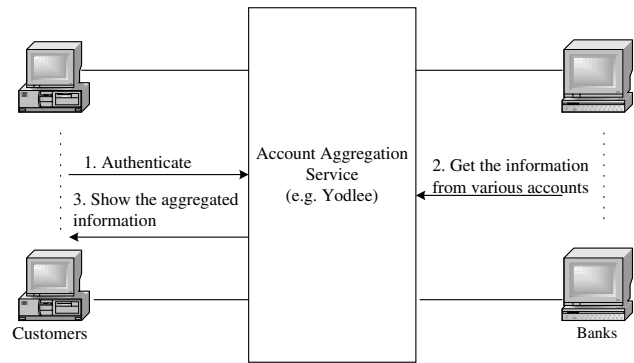 1. Authenticate
3. Show the aggregated
information
Account Aggregation
Service
(e.g. Yodlee)
2. Get the information
from various accounts
Customers
Banks